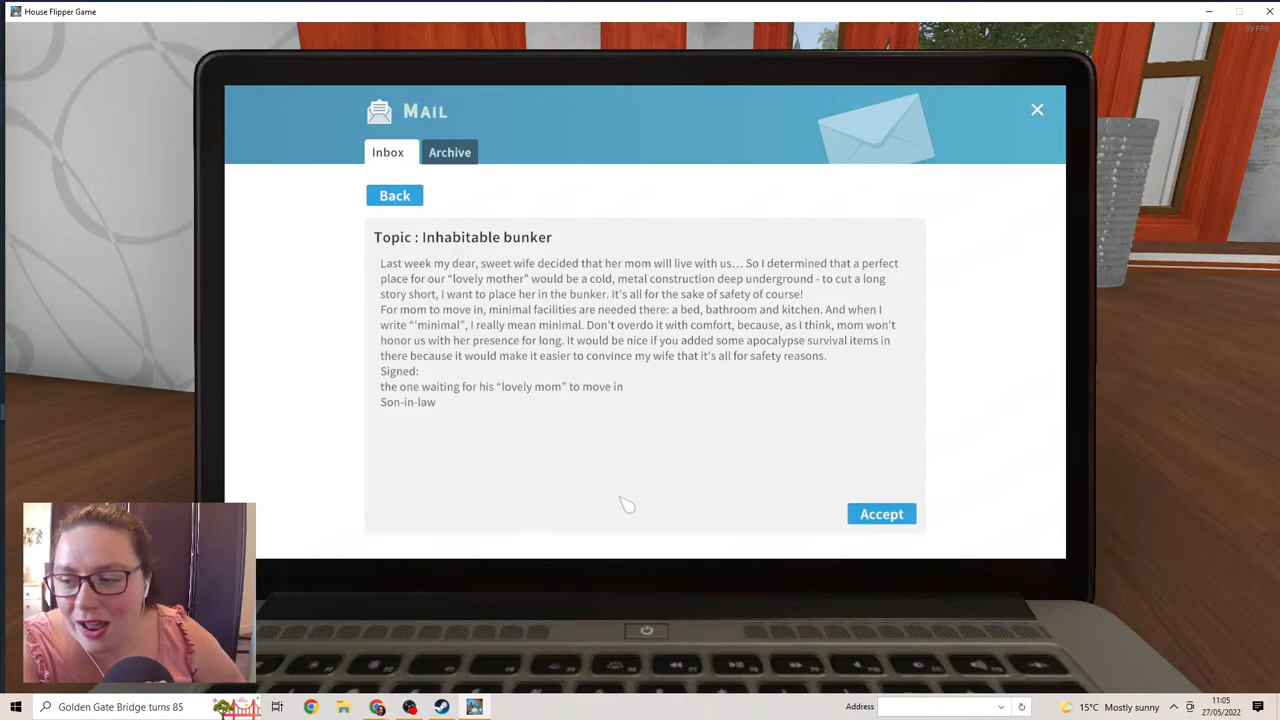 House Flipper Game
59 FPS
MAIL
Inbox
Archive
Back
Topic : Inhabitable bunker
Last week my dear, sweet wife decided that her mom will live with us... So I determined that a perfect
place for our “lovely mother” would be a cold, metal construction deep underground - to cut a long
story short, I want to place her in the bunker. It's all for the sake of safety of course!
For mom to move in, minimal facilities are needed there: a bed, bathroom and kitchen. And when I
write “'minimal”, I really mean minimal. Don't overdo it with comfort, because, as I think, mom won't
honor us with her presence for long. It would be nice if you added some apocalypse survival items in
there because it would make it easier to convince my wife that it's all for safety reasons.
Signed:
the one waiting for his “lovely mom” to move in
Son-in-law
Accept
Golden Gate Bridge turns 85
Address
15°C Mostly sunny
11:05
27/05/2022